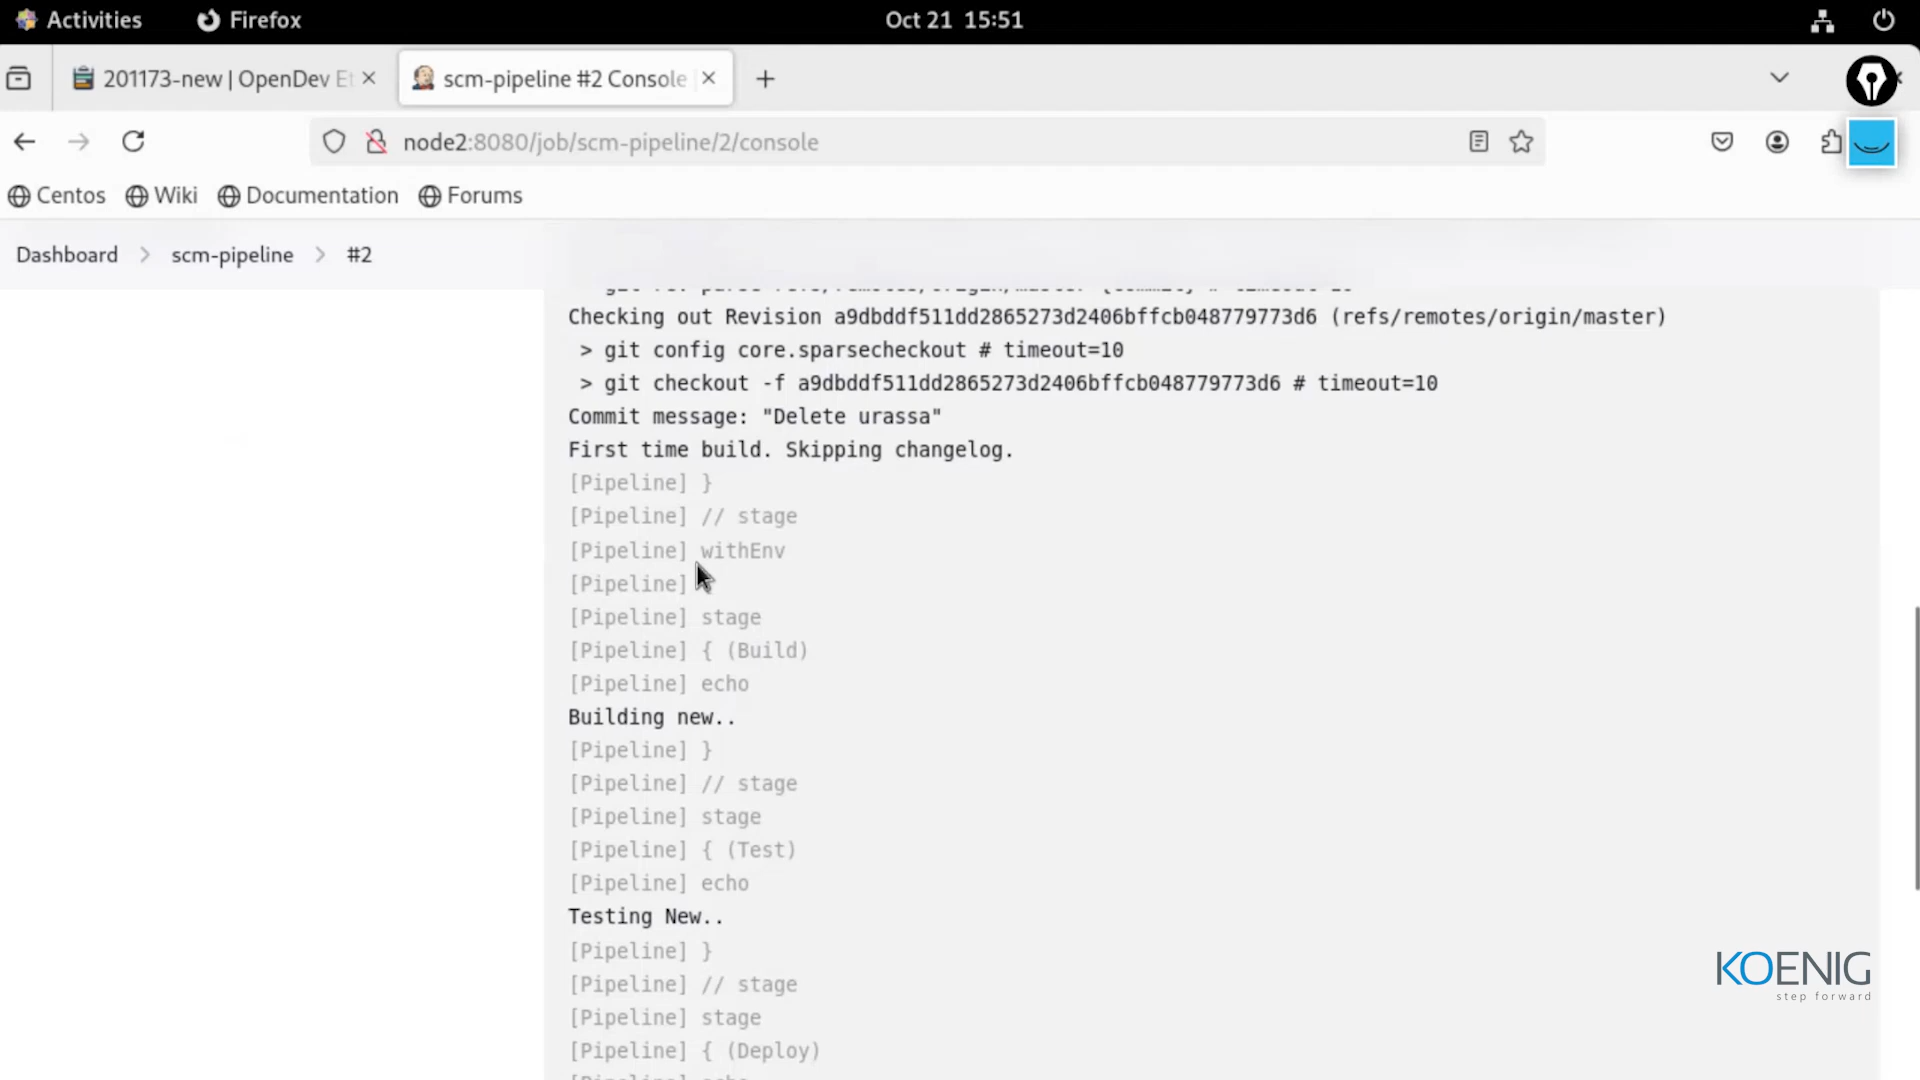 Activities Firefox Oct 21 15:51
201173-new | OpenDev Et scm-pipeline #2 Console
node2:8080/job/scm-pipeline/2/console
Centos Wiki Documentation Forums
Dashboard > scm-pipeline > #2
Checking out Revision a9dbddf511dd2865273d2406bffcb048779773d6 (refs/remotes/origin/master)
> git config core.sparsecheckout # timeout=10
> git checkout -f a9dbddf511dd2865273d2406bffcb048779773d6 # timeout=10
Commit message: "Delete urassa"
First time build. Skipping changelog.
[Pipeline] }
[Pipeline] // stage
[Pipeline] withEnv
[Pipeline]
[Pipeline] stage
[Pipeline] { (Build)
[Pipeline] echo
Building new..
[Pipeline] }
[Pipeline] // stage
[Pipeline] stage
[Pipeline] { (Test)
[Pipeline] echo
Testing New..
[Pipeline] }
[Pipeline] // stage
[Pipeline] stage
[Pipeline] { (Deploy)
KOENIG
step forward